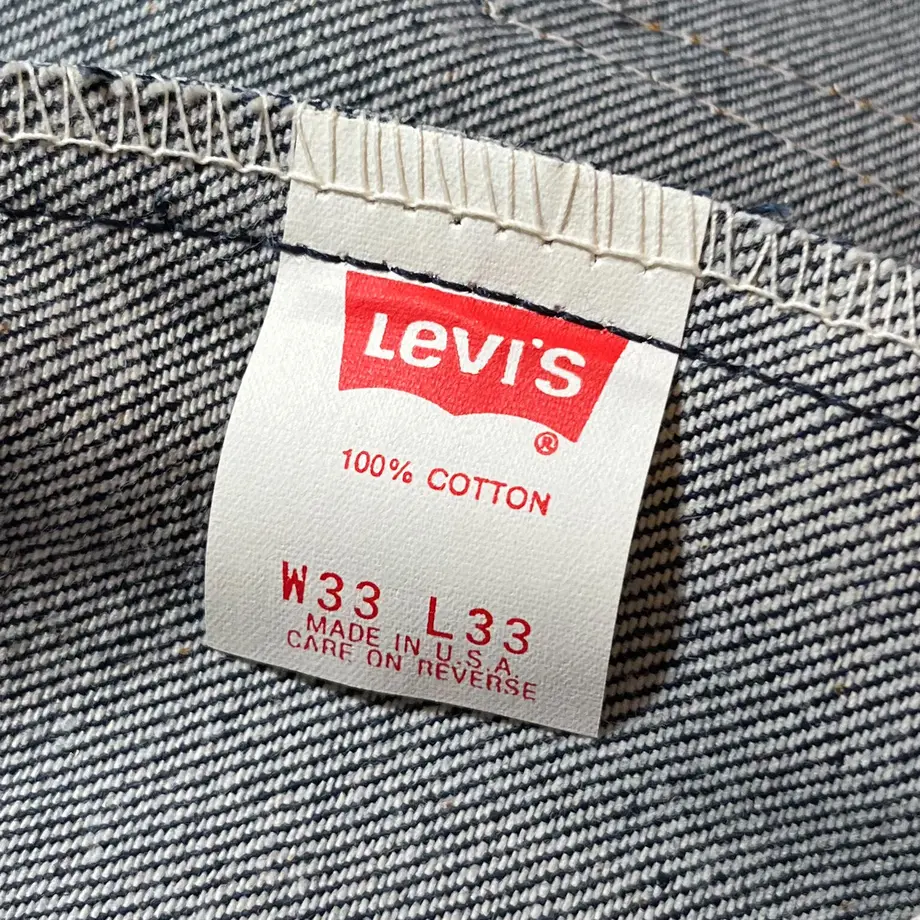 Levi's
®
100% COTTON
W33 L33
MADE IN U.S.A.
CARE ON REVERSE